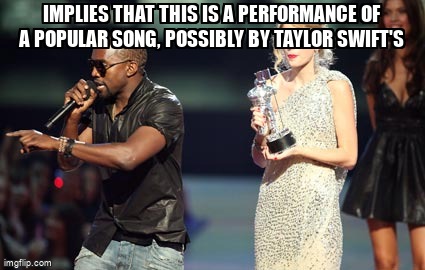 IMPLIES THAT THIS IS A PERFORMANCE OF
A POPULAR SONG, POSSIBLY BY TAYLOR SWIFT'S
imgflip.com